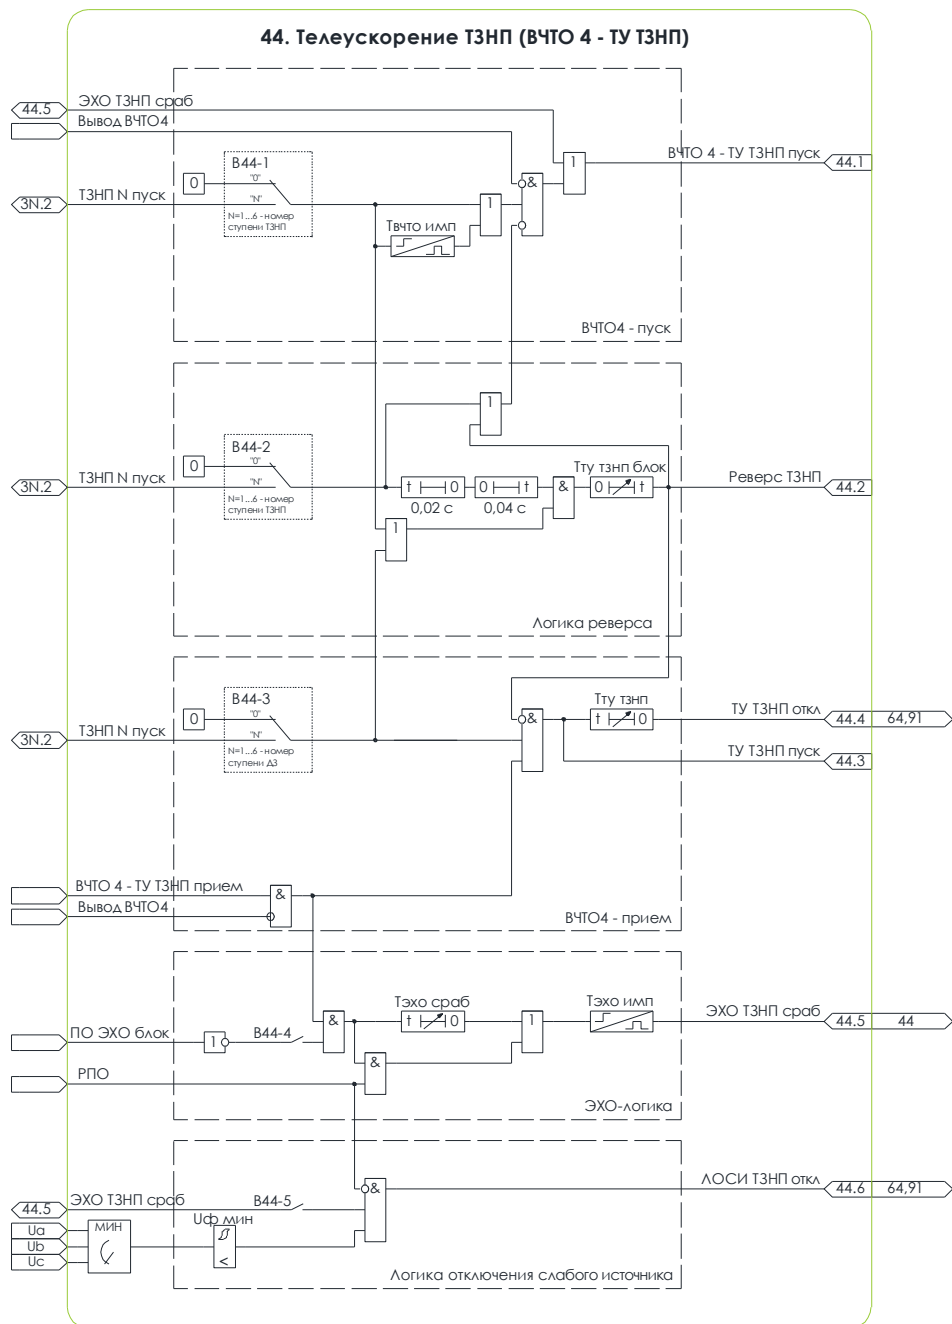 44. Телеускорение ТЗНП (ВЧТО 4 - ТУ ТЗНП)
44.5
ЭХО ТЗНП сраб
Вывод ВЧТО4
1
ВЧТО 4 - ТУ ТЗНП пуск
44.1
В44-1
"0"
0
&
3N.2
ТЗНП N пуск
"N"
N=1...6 - номер
ступени ТЗНП
Твчто имп
1
ВЧТО4 - пуск
1
В44-2
"0"
0
3N.2
ТЗНП N пуск
"N"
N=1...6 - номер
ступени ТЗНП
t 0
0,02 с
0 t
0,04 с
&
Тту тзнп блок
0 t
Реверс ТЗНП
44.2
1
Логика реверса
В44-3
"0"
0
3N.2
ТЗНП N пуск
"N"
N=1...6 - номер
ступени ДЗ
&
Тту тзнп
t 0
ТУ ТЗНП откл
44.4
64,91
ТУ ТЗНП пуск
44.3
ВЧТО 4 - ТУ ТЗНП прием
Вывод ВЧТО4
&
ВЧТО4 - прием
ПО ЭХО блок
1
В44-4
&
Тэхо сраб
t 0
1
Тэхо имп
ЭХО ТЗНП сраб
44.5
44
РПО
&
ЭХО-логика
44.5
ЭХО ТЗНП сраб
В44-5
&
ЛОСИ ТЗНП откл
44.6
64,91
Ua
Ub
Uc
МИН
Uф мин
<
Логика отключения слабого источника